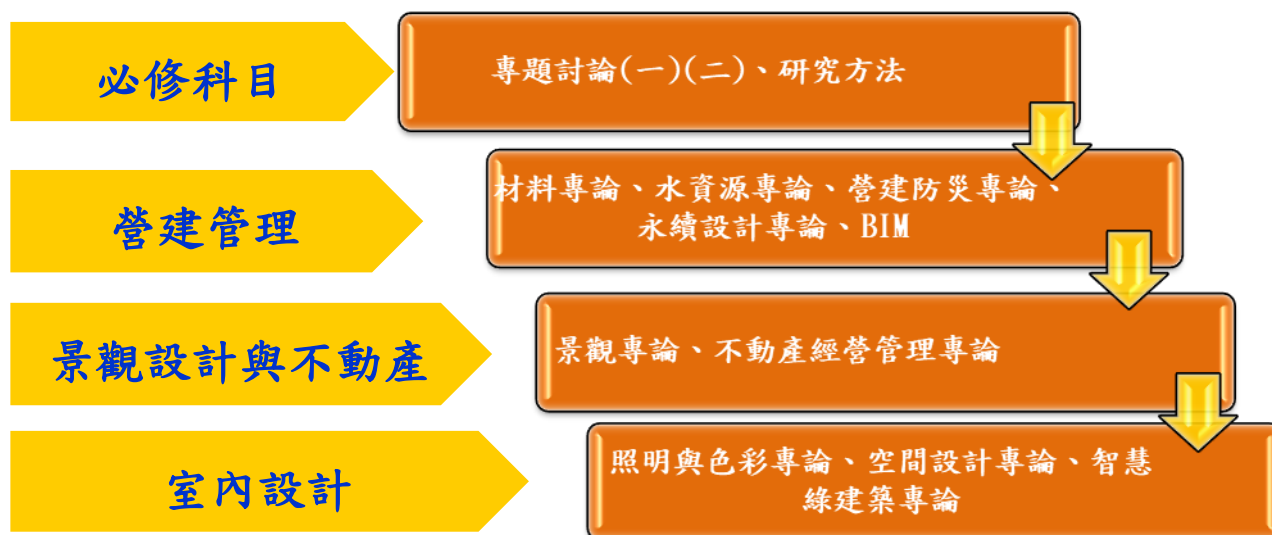 必修科目
專題討論(一)(二)、研究方法
營建管理
材料專論、水資源專論、營建防災專論、
永續設計專論、BIM
景觀設計與不動產
景觀專論、不動產經營管理專論
室內設計
照明與色彩專論、空間設計專論、智慧
綠建築專論